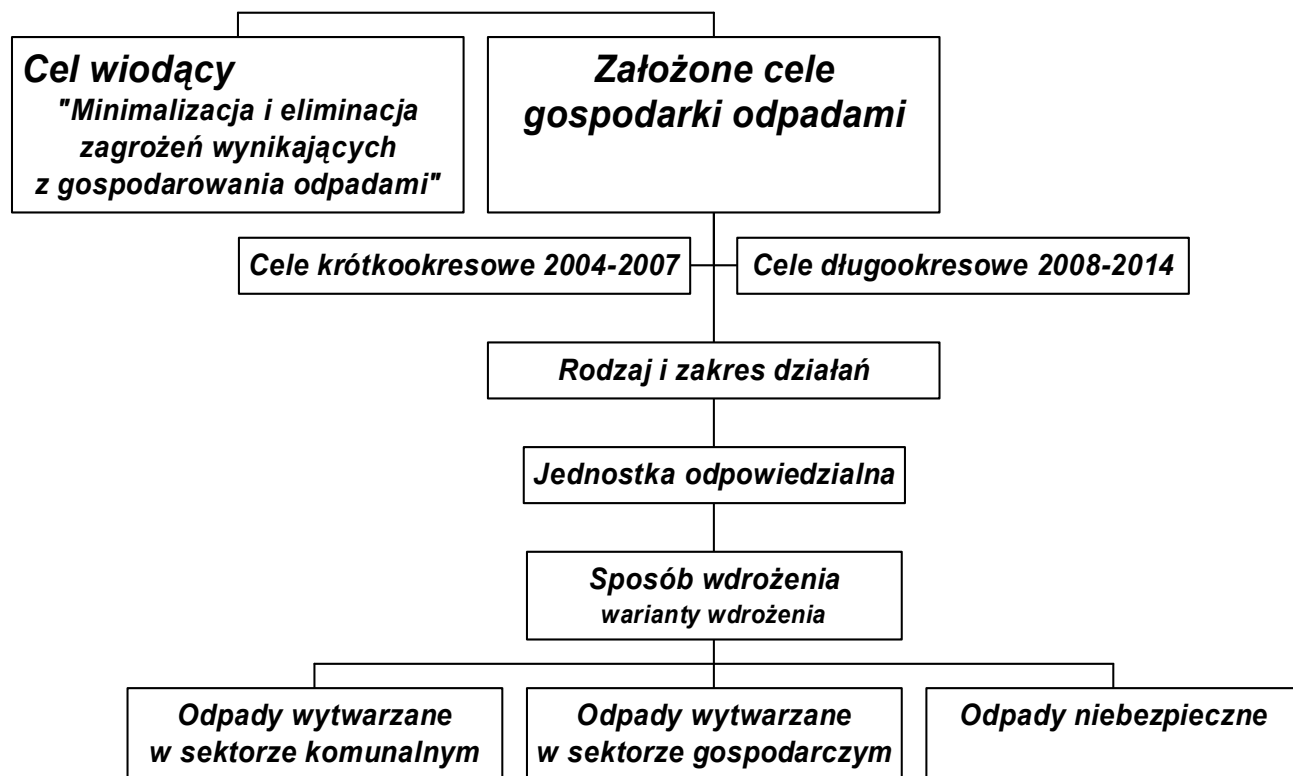 Cel wiodący
"Minimalizacja i eliminacja
zagrożeń wynikających
z gospodarowania odpadami"
Założone cele
gospodarki odpadami
Cele krótkookresowe 2004-2007
Cele długookresowe 2008-2014
Rodzaj i zakres działań
Jednostka odpowiedzialna
Sposób wdrożenia
warianty wdrożenia
Odpady wytwarzane
w sektorze komunalnym
Odpady wytwarzane
w sektorze gospodarczym
Odpady niebezpieczne